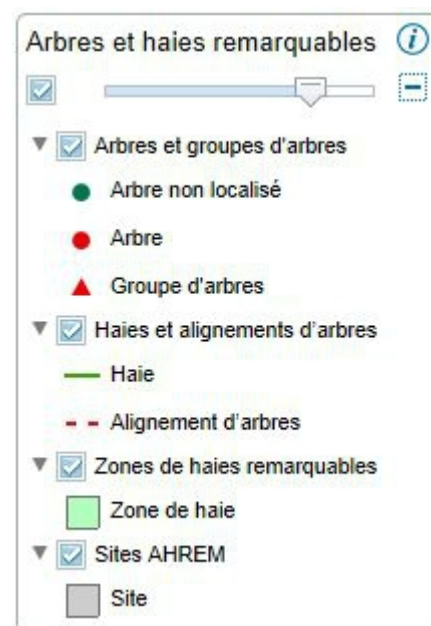 Arbres et haies remarquables
Arbres et groupes d'arbres
Arbre non localisé
Arbre
Groupe d'arbres
Haies et alignements d'arbres
Haie
Alignement d'arbres
Zones de haies remarquables
Zone de haie
Sites AHREM
Site